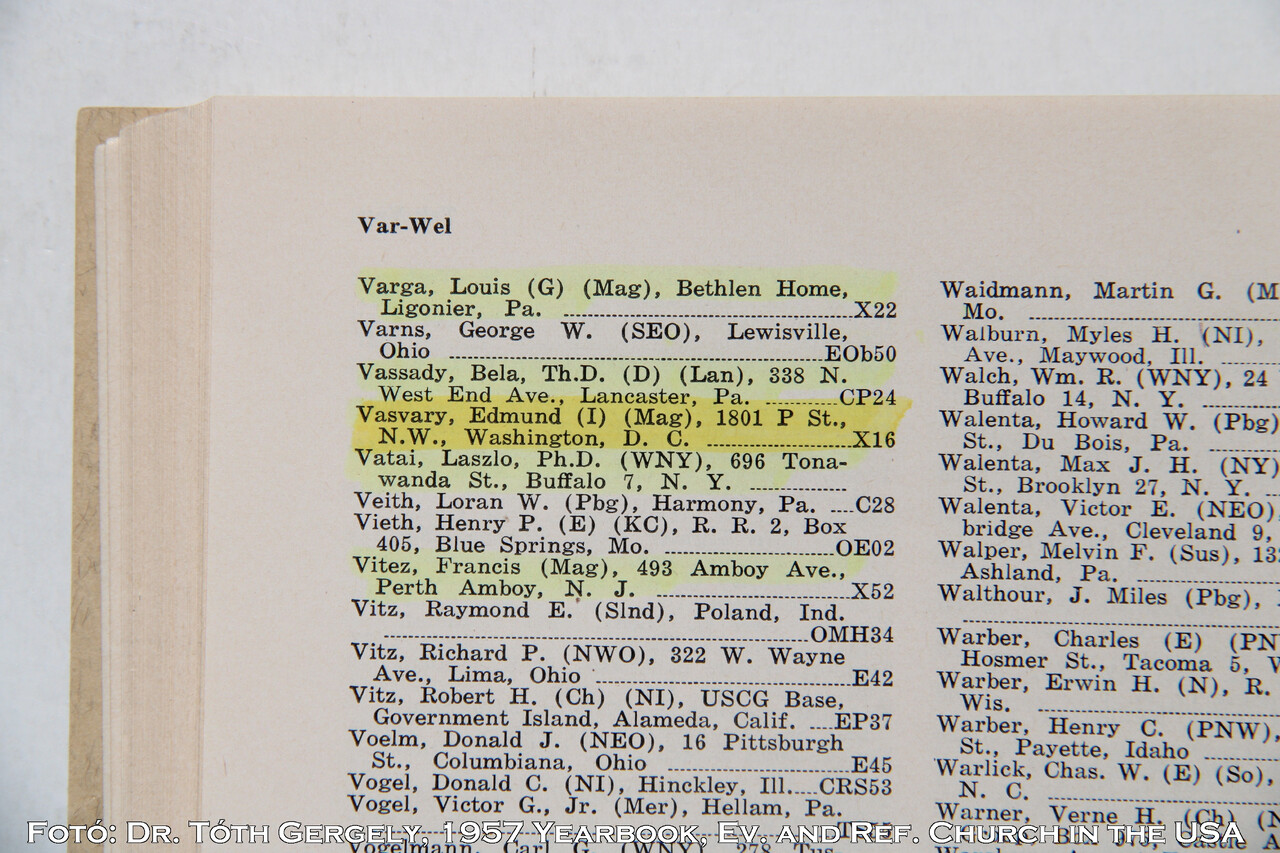 Var-Wel
Varga, Louis (G) (Mag), Bethlen Home,
Ligonier, Pa. ........X22
Varns, George W. (SEO), Lewisville,
Ohio ........EOb50
Vassady, Bela, Th.D. (D) (Lan), 338 N.
West End Ave., Lancaster, Pa. ........CP24
Vasvary, Edmund (I) (Mag), 1801 P St.,
N.W., Washington, D. C. ........X16
Vatai, Laszlo, Ph.D. (WNY), 696 Tona-
wanda St., Buffalo 7, N. Y. ........
Veith, Loran W. (Pbg), Harmony, Pa. ....C28
Vieth, Henry P. (E) (KC), R. R. 2, Box
405, Blue Springs, Mo. ........OE02
Vitez, Francis (Mag), 493 Amboy Ave.,
Perth Amboy, N. J. ........X52
Vitz, Raymond E. (Slnd), Poland, Ind.
........OMH34
Vitz, Richard P. (NWO), 322 W. Wayne
Ave., Lima, Ohio ........E42
Vitz, Robert H. (Ch) (NI), USCG Base,
Government Island, Alameda, Calif. ....EP37
Voelm, Donald J. (NEO), 16 Pittsburgh
St., Columbiana, Ohio ........E45
Vogel, Donald C. (NI), Hinckley, Ill.....CRS53
Vogel, Victor G., Jr. (Mer), Hellam, Pa.
Vogelmann, Carl G. (WNY), 278 Tus-
Waidmann, Martin G. (M
Mo. ........
Walburn, Myles H. (NI),
Ave., Maywood, Ill. ........
Walch, Wm. R. (WNY), 24
Buffalo 14, N. Y. ........
Walenta, Howard W. (Pbg)
St., Du Bois, Pa. ........
Walenta, Max J. H. (NY)
St., Brooklyn 27, N. Y. ....
Walenta, Victor E. (NEO),
bridge Ave., Cleveland 9,
Walper, Melvin F. (Sus), 13
Ashland, Pa. ........
Walthour, J. Miles (Pbg),
........
Warber, Charles (E) (PN
Hosmer St., Tacoma 5, W
Warber, Erwin H. (N), R.
Wis. ........
Warber, Henry C. (PNW),
St., Payette, Idaho ........
Warlick, Chas. W. (E) (So),
N. C. ........
Warner, Verne H. (Ch) (N
Fotó: Dr. Tóth Gergely, 1957 Yearbook, Ev. and Ref. Church in the USA